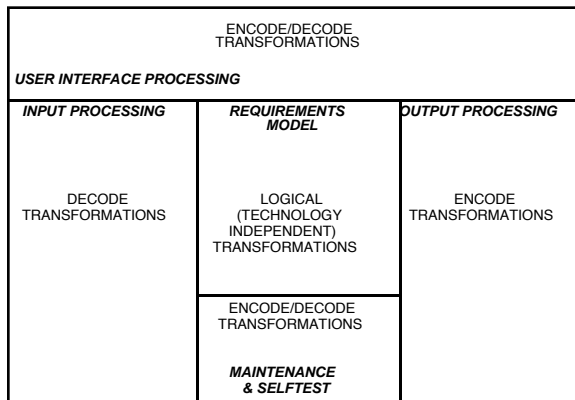 ENCODE/DECODE
TRANSFORMATIONS
USER INTERFACE PROCESSING
INPUT PROCESSING
DECODE
TRANSFORMATIONS
REQUIREMENTS
MODEL
LOGICAL
(TECHNOLOGY
INDEPENDENT)
TRANSFORMATIONS
ENCODE/DECODE
TRANSFORMATIONS
MAINTENANCE
& SELFTEST
OUTPUT PROCESSING
ENCODE
TRANSFORMATIONS